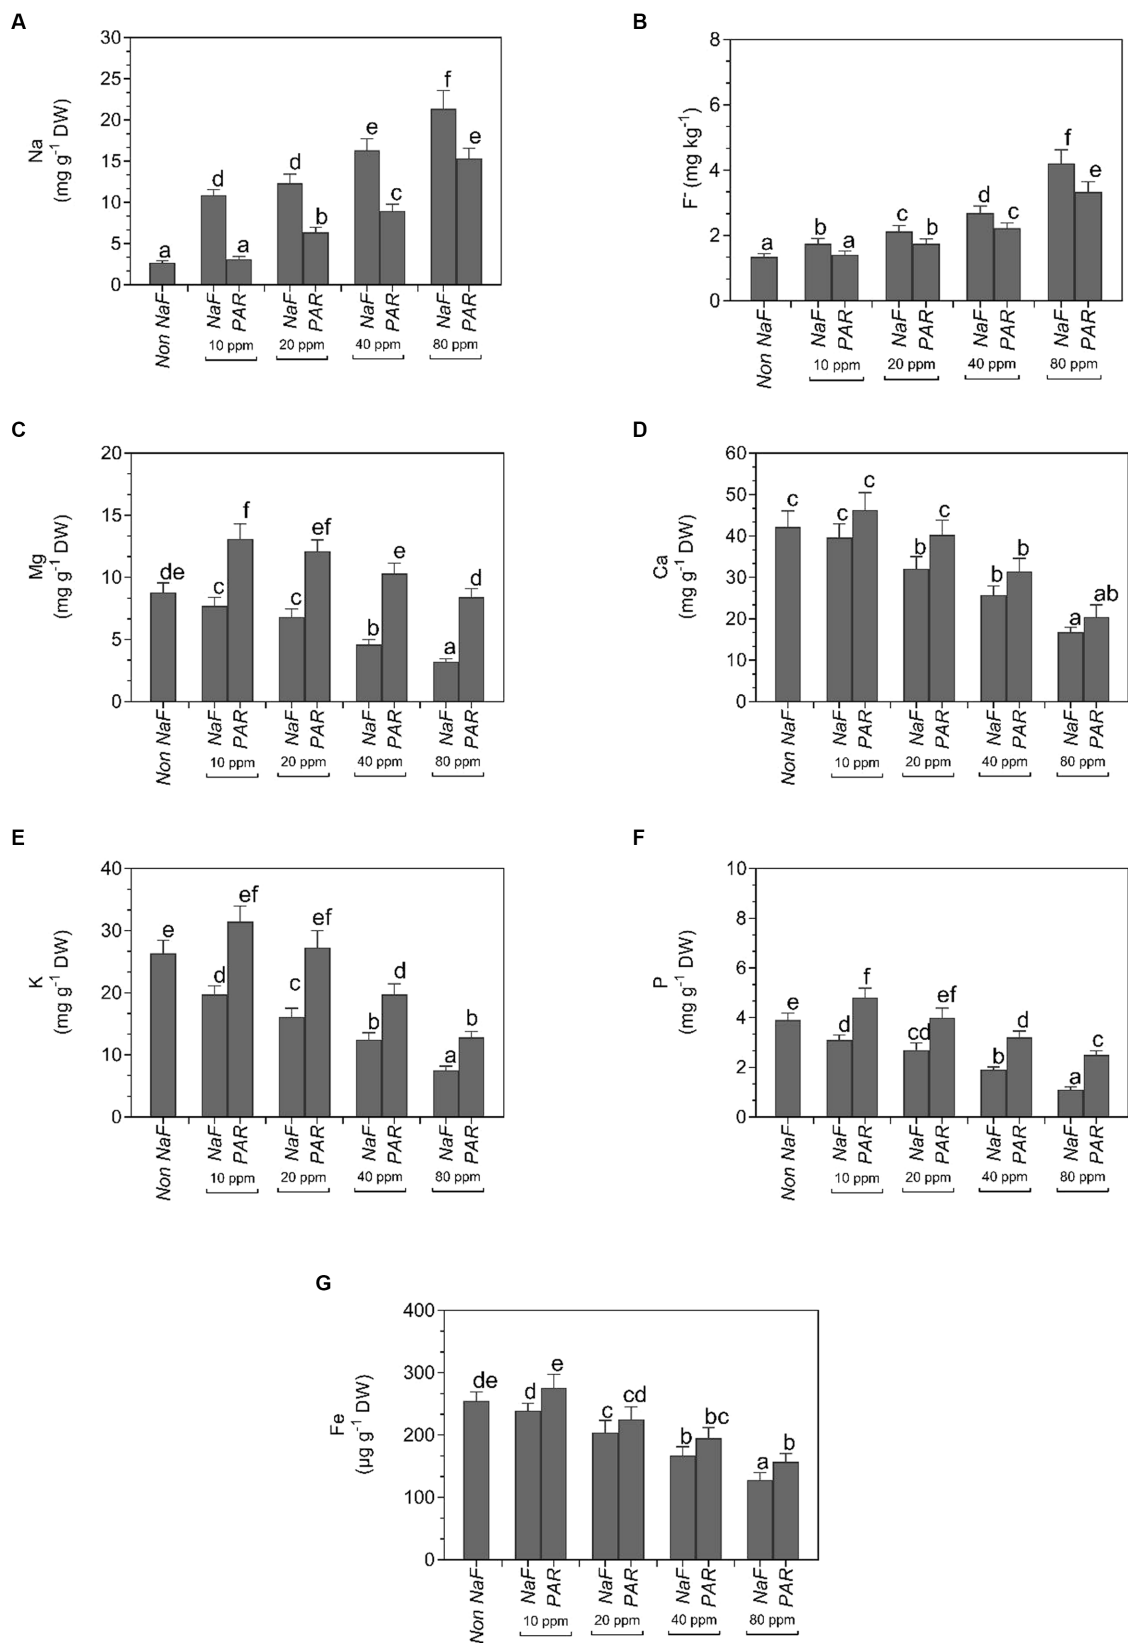 A
Na
(mg g⁻¹ DW)
30
25
20
15
10
5
0
a
d
a
d
b
e
c
f
e
Non NaF
NaF
PAR
NaF
PAR
NaF
PAR
NaF
PAR
10 ppm
20 ppm
40 ppm
80 ppm
B
F⁻ (mg kg⁻¹)
8
6
4
2
0
a
b
a
c
b
d
c
f
e
Non NaF
NaF
PAR
NaF
PAR
NaF
PAR
NaF
PAR
10 ppm
20 ppm
40 ppm
80 ppm
C
Mg
(mg g⁻¹ DW)
20
15
10
5
0
de
c
f
c
ef
b
e
a
d
Non NaF
NaF
PAR
NaF
PAR
NaF
PAR
NaF
PAR
10 ppm
20 ppm
40 ppm
80 ppm
D
Ca
(mg g⁻¹ DW)
60
50
40
30
20
10
0
c
c
c
b
c
b
b
a
ab
Non NaF
NaF
PAR
NaF
PAR
NaF
PAR
NaF
PAR
10 ppm
20 ppm
40 ppm
80 ppm
E
K
(mg g⁻¹ DW)
40
30
20
10
0
e
d
ef
c
ef
b
d
a
b
Non NaF
NaF
PAR
NaF
PAR
NaF
PAR
NaF
PAR
10 ppm
20 ppm
40 ppm
80 ppm
F
P
(mg g⁻¹ DW)
10
8
6
4
2
0
e
d
f
cd
ef
b
d
a
c
Non NaF
NaF
PAR
NaF
PAR
NaF
PAR
NaF
PAR
10 ppm
20 ppm
40 ppm
80 ppm
G
Fe
(µg g⁻¹ DW)
400
300
200
100
0
de
d
e
c
cd
b
bc
a
b
Non NaF
NaF
PAR
NaF
PAR
NaF
PAR
NaF
PAR
10 ppm
20 ppm
40 ppm
80 ppm